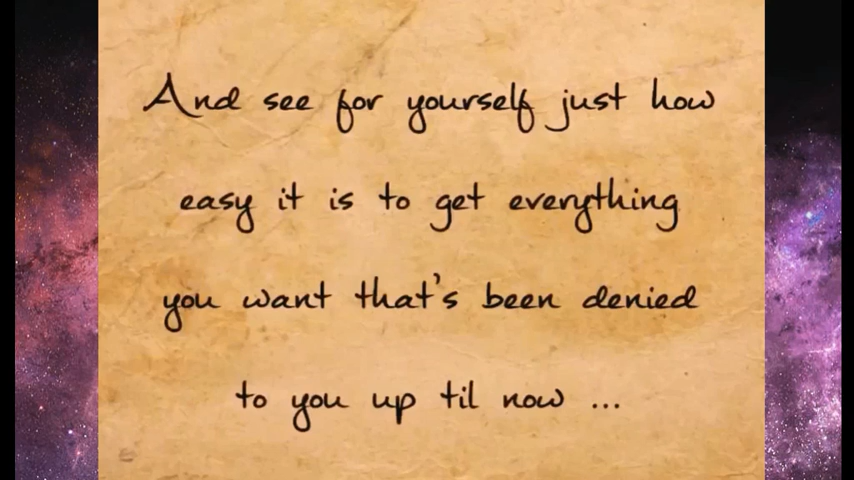 And see for yourself just how
easy it is to get everything
you want that's been denied
to you up til now ...